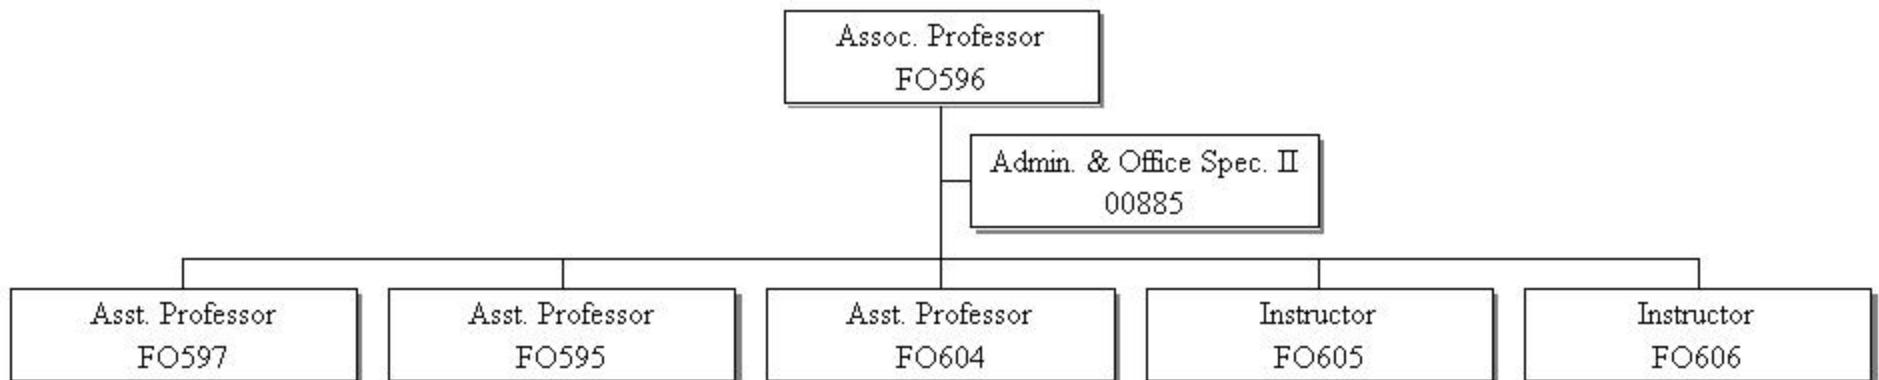 Assoc. Professor
FO596
Admin. & Office Spec. II
00885
Asst. Professor
FO597
Asst. Professor
FO595
Asst. Professor
FO604
Instructor
FO605
Instructor
FO606